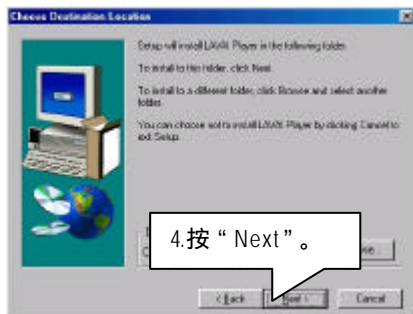 Choose Destination Location
Setup will install LAVA! Player in the following folder.
To install to this folder, click Next.
To install to a different folder, click Browse and select another
folder.
You can choose not to install LAVA! Player by clicking Cancel to
exit Setup.
4.按“Next”。
< Back
Next >
Cancel